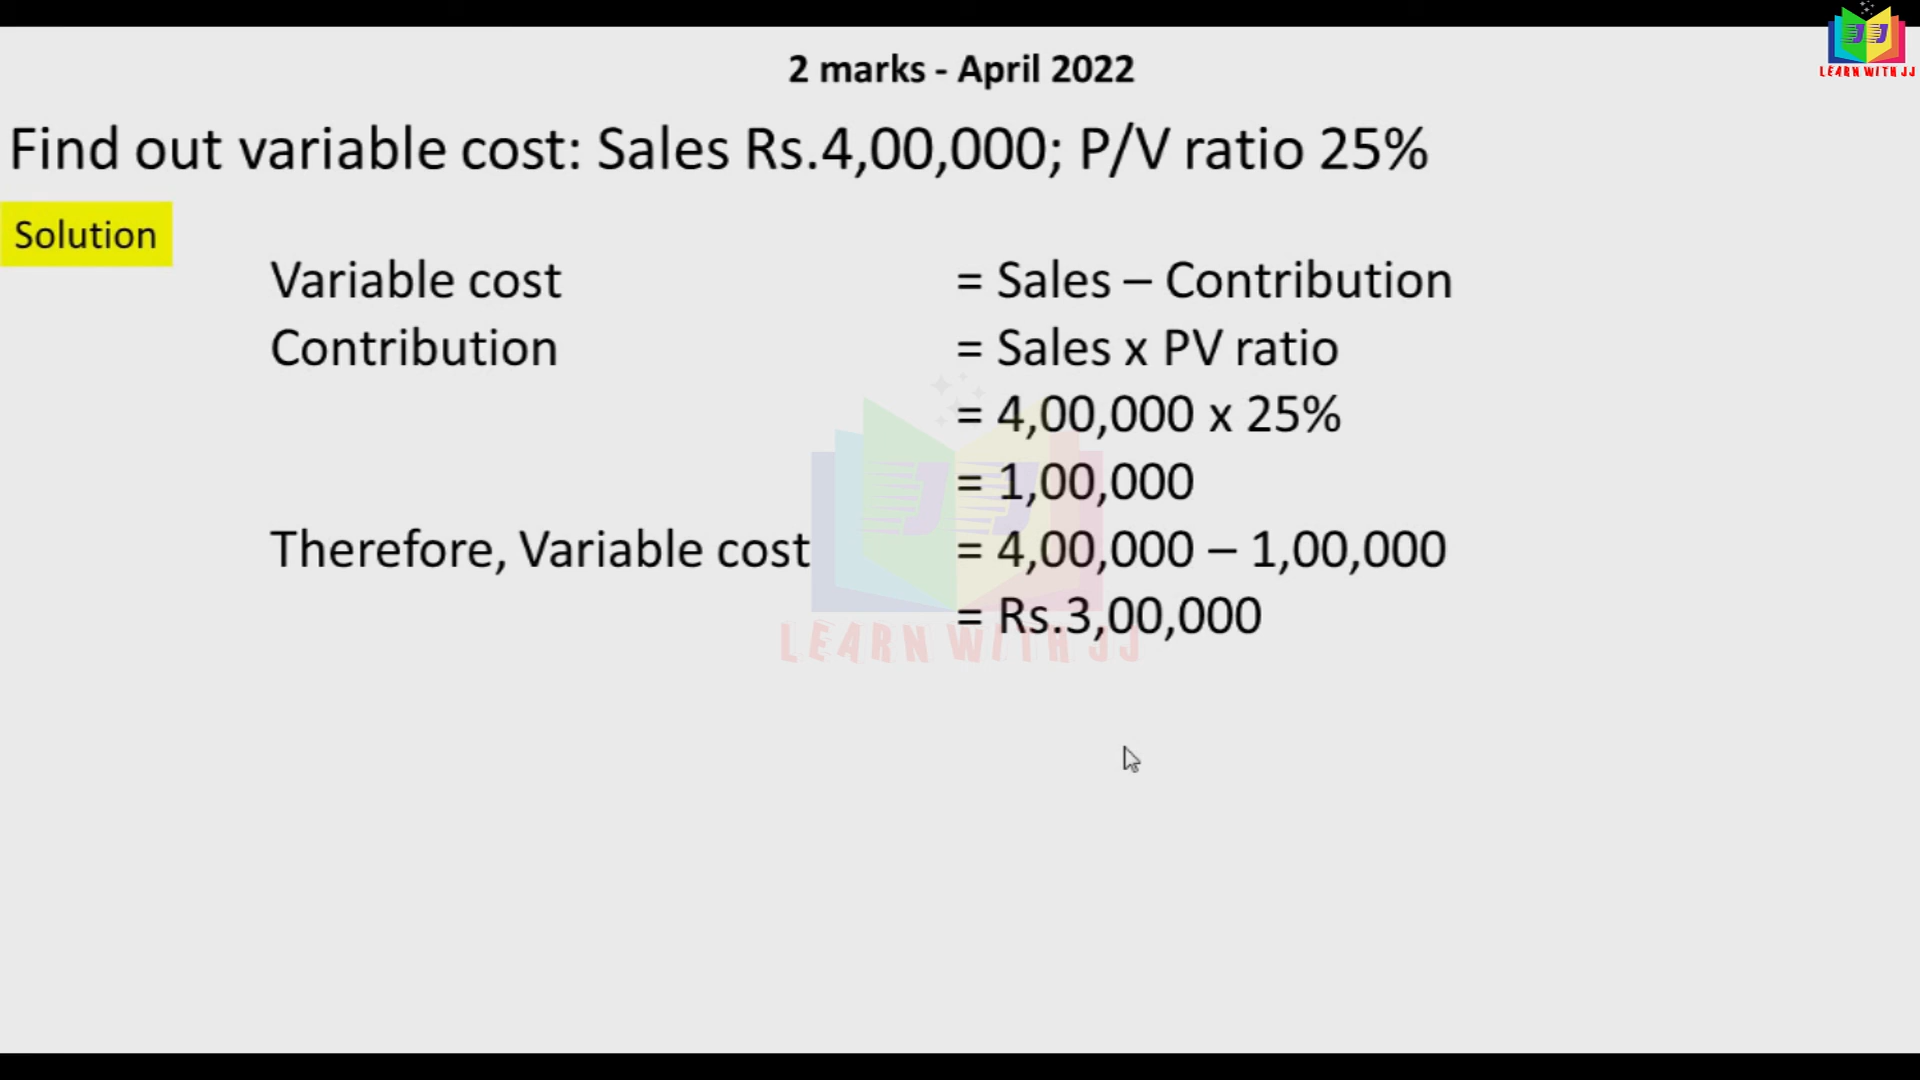 LEARN WITH JJ
2 marks - April 2022
Find out variable cost: Sales Rs.4,00,000; P/V ratio 25%
Solution
Variable cost = Sales – Contribution
Contribution = Sales x PV ratio
= 4,00,000 x 25%
= 1,00,000
Therefore, Variable cost = 4,00,000 – 1,00,000
= Rs.3,00,000
LEARN WITH JJ